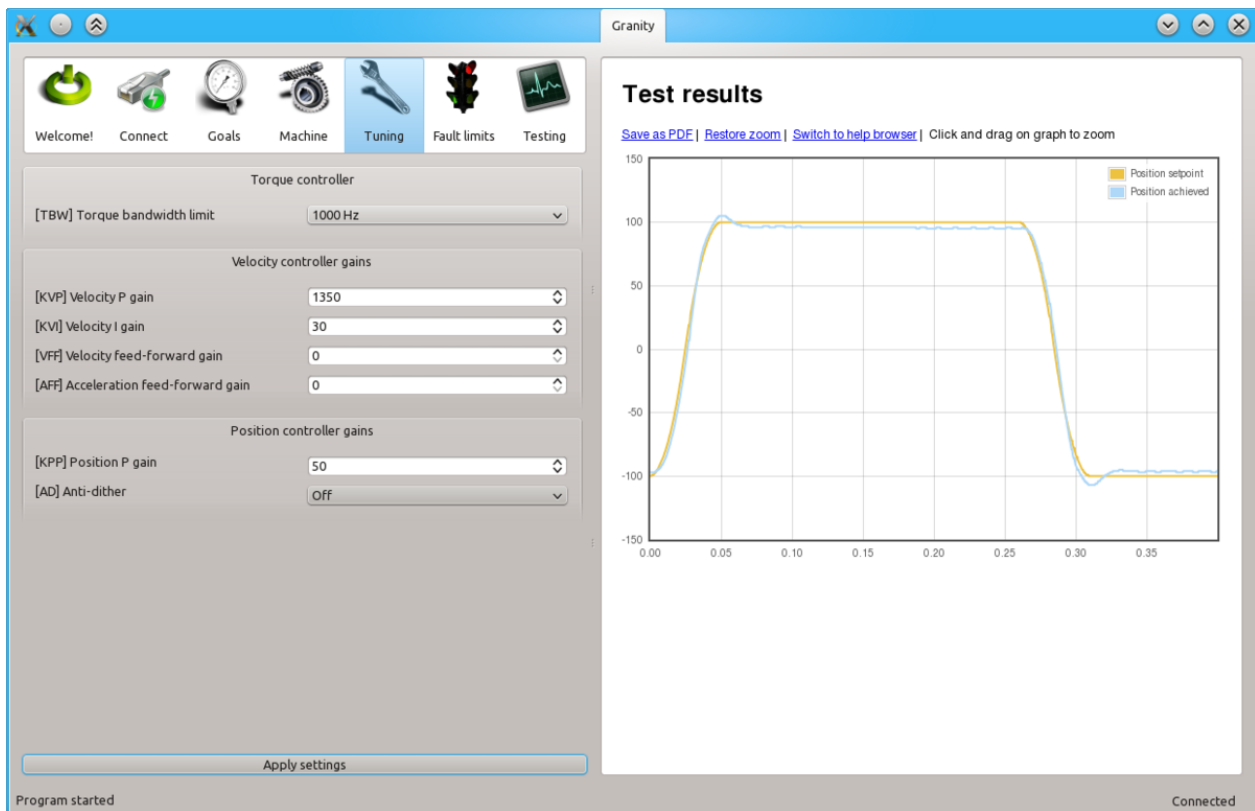 Granity
Welcome! Connect Goals Machine Tuning Fault limits Testing
Torque controller
[TBW] Torque bandwidth limit 1000 Hz
Velocity controller gains
[KVP] Velocity P gain 1350
[KVI] Velocity I gain 30
[VFF] Velocity feed-forward gain 0
[AFF] Acceleration feed-forward gain 0
Position controller gains
[KPP] Position P gain 50
[AD] Anti-dither Off
Apply settings
Test results
Save as PDF | Restore zoom | Switch to help browser | Click and drag on graph to zoom
150
Position setpoint
Position achieved
100
50
0
-50
-100
-150
0.00 0.05 0.10 0.15 0.20 0.25 0.30 0.35
Program started Connected